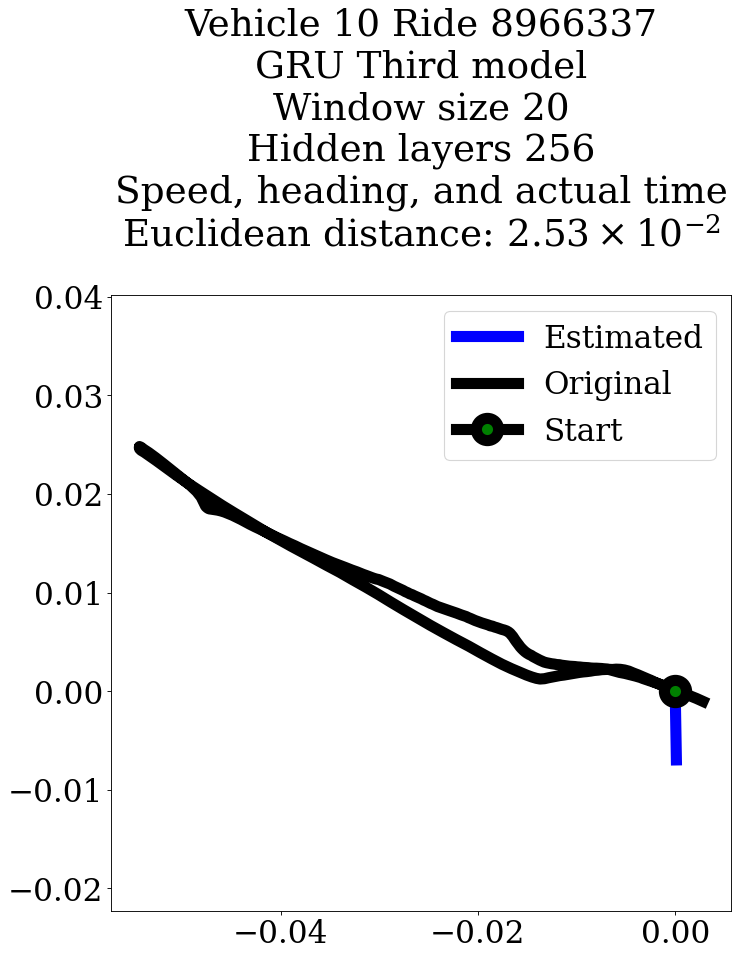 Vehicle 10 Ride 8966337
GRU Third model
Window size 20
Hidden layers 256
Speed, heading, and actual time
Euclidean distance: 2.53 × 10⁻²
Estimated
Original
Start
0.04
0.03
0.02
0.01
0.00
−0.01
−0.02
−0.04
−0.02
0.00